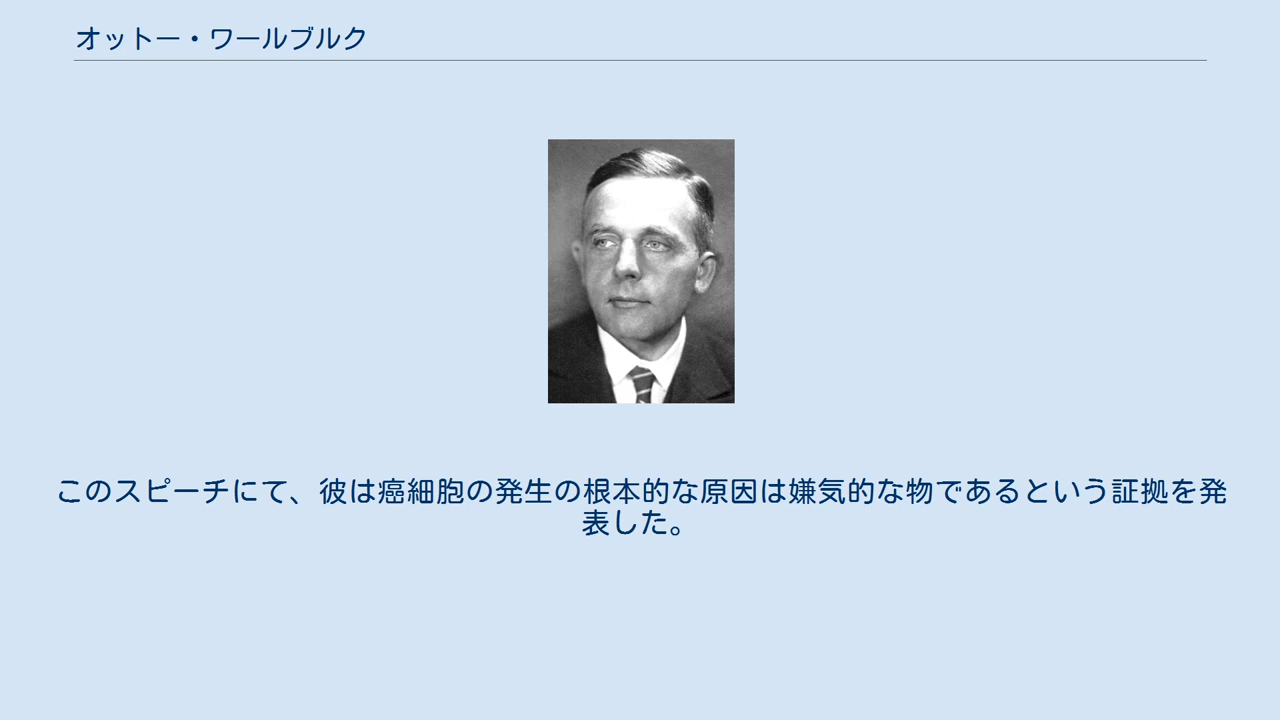 オットー・ワールブルク
このスピーチにて、彼は癌細胞の発生の根本的な原因は嫌気的な物であるという証拠を発
表した。